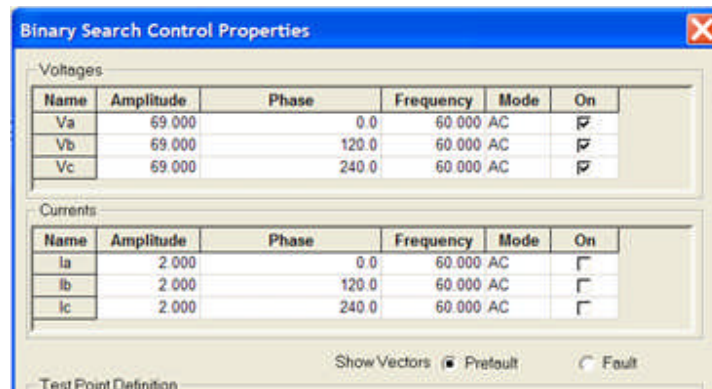 Binary Search Control Properties
Voltages
Name Amplitude Phase Frequency Mode On
Va 69.000 0.0 60.000 AC
Vb 69.000 120.0 60.000 AC
Vc 69.000 240.0 60.000 AC
Currents
Name Amplitude Phase Frequency Mode On
Ia 2.000 0.0 60.000 AC
Ib 2.000 120.0 60.000 AC
Ic 2.000 240.0 60.000 AC
Show Vectors Prefault Fault
Test Point Definition